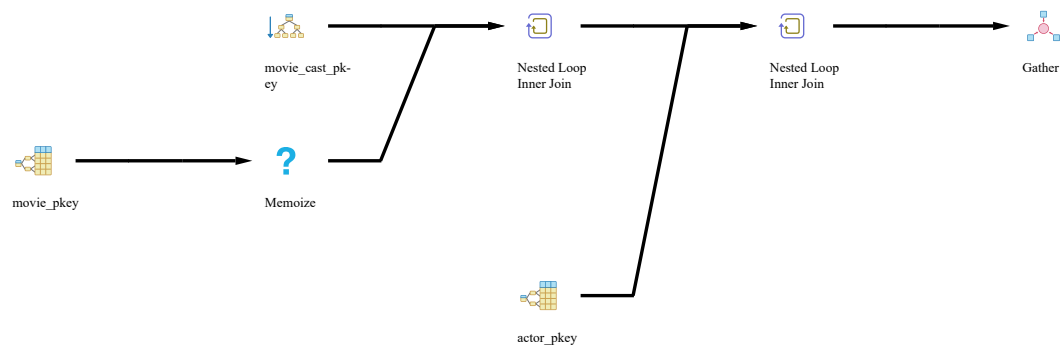 movie_cast_pk-
ey
Nested Loop
Inner Join
Nested Loop
Inner Join
Gather
?
movie_pkey
Memoize
actor_pkey